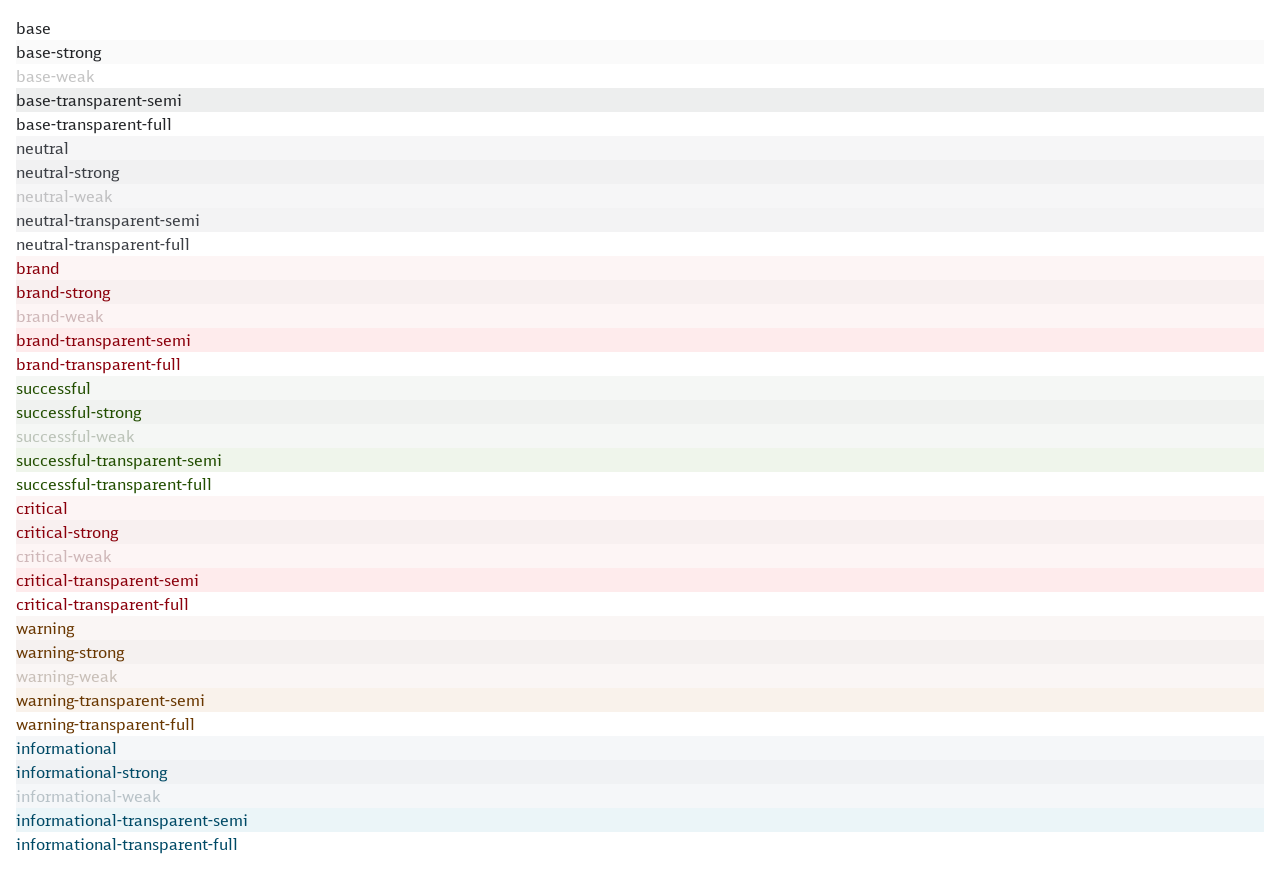 base
base-strong
base-weak
base-transparent-semi
base-transparent-full
neutral
neutral-strong
neutral-weak
neutral-transparent-semi
neutral-transparent-full
brand
brand-strong
brand-weak
brand-transparent-semi
brand-transparent-full
successful
successful-strong
successful-weak
successful-transparent-semi
successful-transparent-full
critical
critical-strong
critical-weak
critical-transparent-semi
critical-transparent-full
warning
warning-strong
warning-weak
warning-transparent-semi
warning-transparent-full
informational
informational-strong
informational-weak
informational-transparent-semi
informational-transparent-full